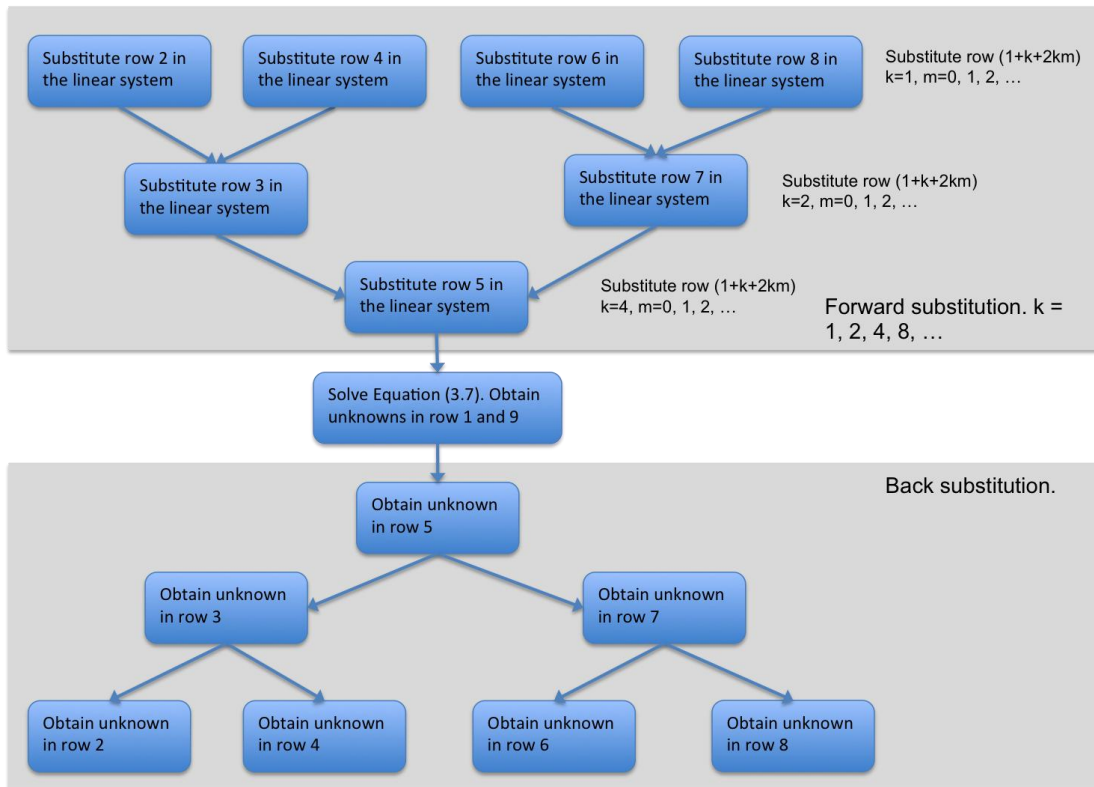 Substitute row 2 in
the linear system
Substitute row 4 in
the linear system
Substitute row 6 in
the linear system
Substitute row 8 in
the linear system
Substitute row (1+k+2km)
k=1, m=0, 1, 2, …
Substitute row 3 in
the linear system
Substitute row 7 in
the linear system
Substitute row (1+k+2km)
k=2, m=0, 1, 2, …
Substitute row 5 in
the linear system
Substitute row (1+k+2km)
k=4, m=0, 1, 2, …
Forward substitution. k =
1, 2, 4, 8, …
Solve Equation (3.7). Obtain
unknowns in row 1 and 9
Back substitution.
Obtain unknown
in row 5
Obtain unknown
in row 3
Obtain unknown
in row 7
Obtain unknown
in row 2
Obtain unknown
in row 4
Obtain unknown
in row 6
Obtain unknown
in row 8